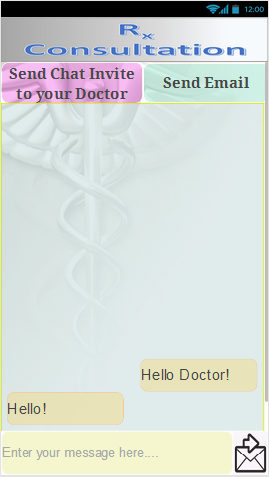 12:00
Rx
Consultation
Send Chat Invite
to your Doctor
Send Email
Hello Doctor!
Hello!
Enter your message here....